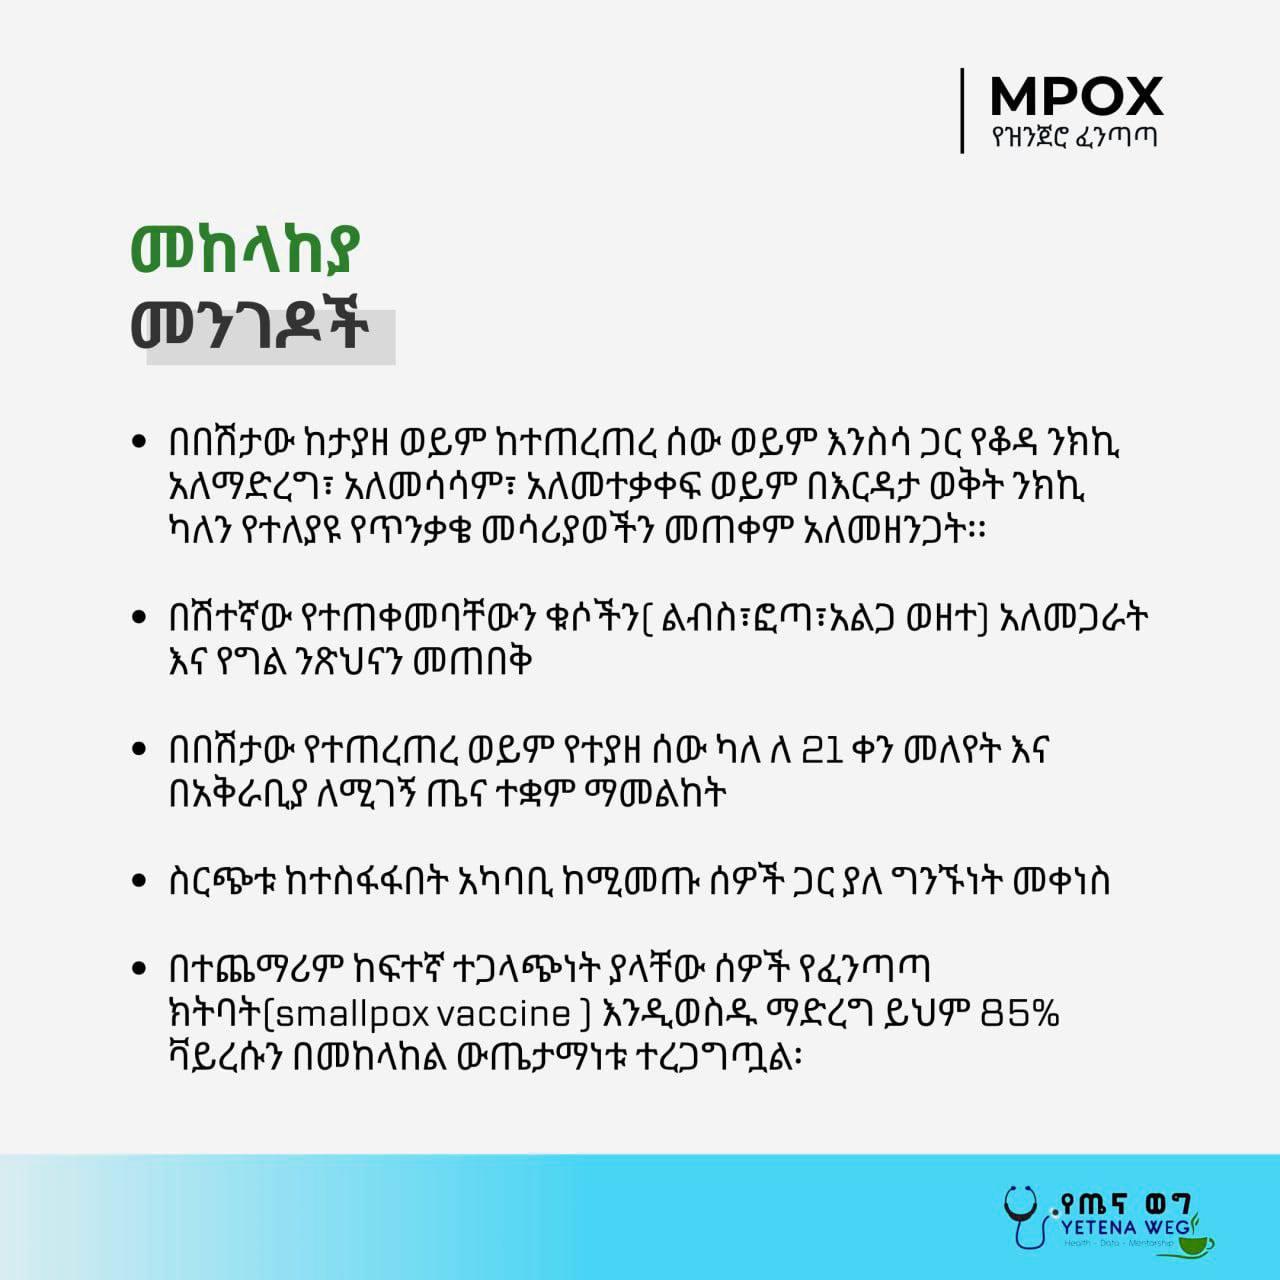 MPOX
የዝንጀሮ ፈንጣጣ
መከላከያ
መንገዶች
• በበሽታው ከታያዘ ወይም ከተጠረጠረ ሰው ወይም እንስሳ ጋር የቆዳ ንክኪ
አለማድረግ፣ አለመሳሳም፣ አለመተቃቀፍ ወይም በእርዳታ ወቅት ንክኪ
ካለን የተለያዩ የጥንቃቄ መሳሪያወችን መጠቀም አለመዘንጋት፡፡
• በሽተኛው የተጠቀመባቸውን ቁሶችን( ልብስ፣ፎጣ፣አልጋ ወዘተ) አለመጋራት
እና የግል ንጽህናን መጠበቅ
• በበሽታው የተጠረጠረ ወይም የተያዘ ሰው ካለ ለ 21 ቀን መለየት እና
በአቅራቢያ ለሚገኝ ጤና ተቋም ማመልከት
• ስርጭቱ ከተስፋፋበት አካባቢ ከሚመጡ ሰዎች ጋር ያለ ግንኙነት መቀነስ
• በተጨማሪም ከፍተኛ ተጋላጭነት ያላቸው ሰዎች የፈንጣጣ
ክትባት(smallpox vaccine ) እንዲወስዱ ማድረግ ይህም 85%
ቫይረሱን በመከላከል ውጤታማነቱ ተረጋግጧል፡
የጤና ወግ
YETENA WEG
Health - Data - Mentorship